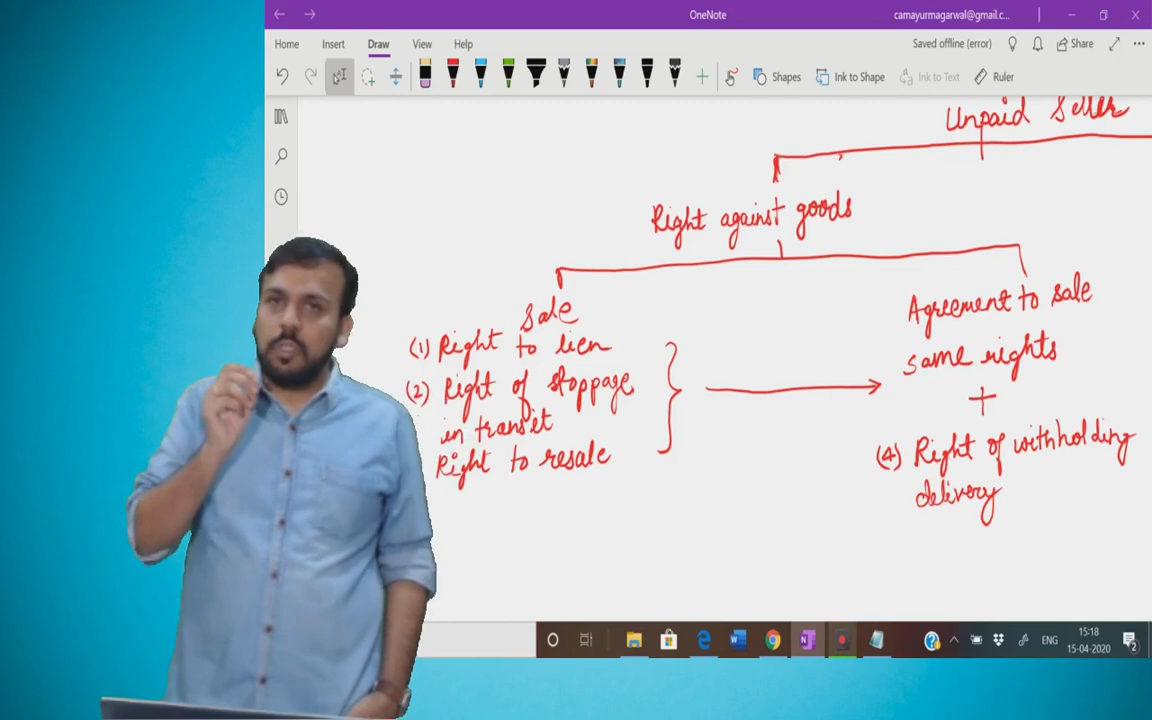 OneNote
camayurmagarwal@gmail.c...
Home Insert Draw View Help
Saved offline (error) Share
Shapes Ink to Shape Ink to Text Ruler
Unpaid Seller
Right against goods
Sale
(1) Right to lien
(2) Right of stoppage
in transit
Right to resale
Agreement to sale
same rights
+
(4) Right of withholding
delivery
ENG
15:18
15-04-2020
2